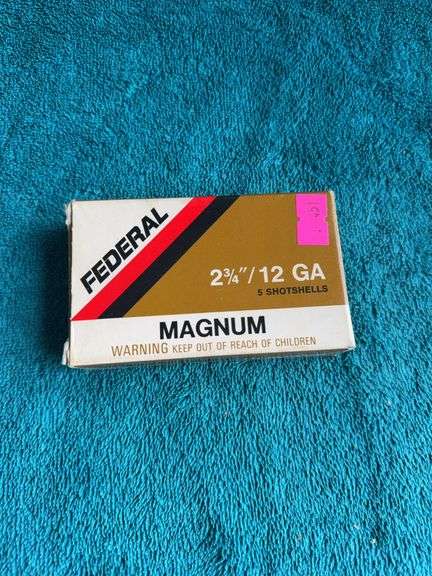 FEDERAL
2¾"/12 GA
5 SHOTSHELLS
MAGNUM
WARNING KEEP OUT OF REACH OF CHILDREN